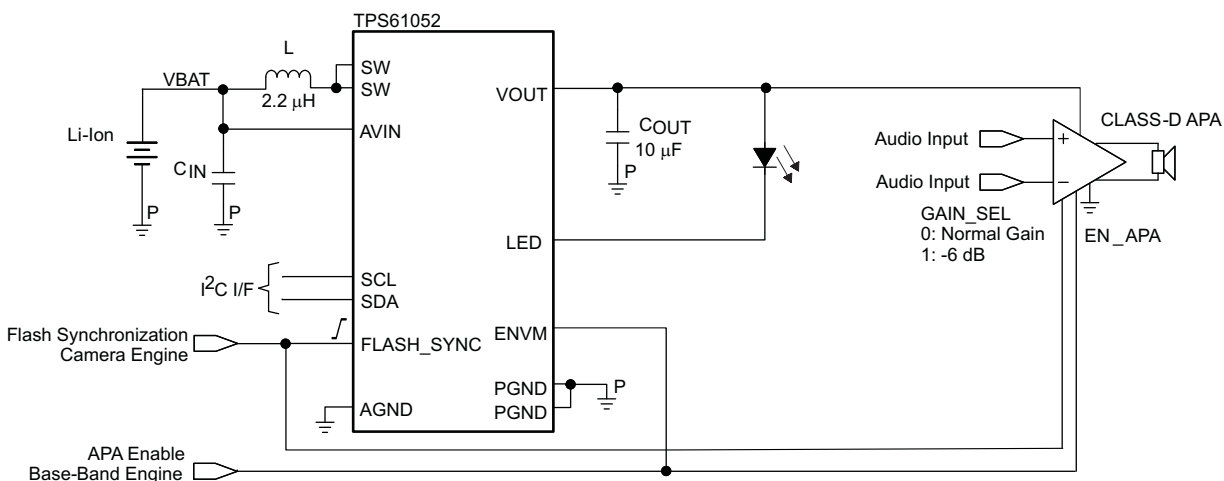 TPS61052
L
VBAT
2.2 µH
Li-Ion
C_IN
P
P
SW
SW
AVIN
VOUT
C_OUT
10 µF
P
LED
Audio Input
Audio Input
+
−
CLASS-D APA
GAIN_SEL
0: Normal Gain
1: -6 dB
EN_APA
I²C I/F
SCL
SDA
Flash Synchronization
Camera Engine
FLASH_SYNC
ENVM
PGND
PGND
P
AGND
APA Enable
Base-Band Engine